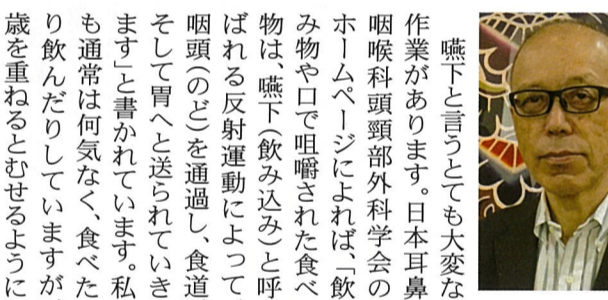 嚥下と言うとても大変な
作業があります。日本耳鼻
咽喉科頭頸部外科学会の
ホームページによれば、「飲
み物や口で咀嚼された食べ
物は、嚥下(飲み込み)と呼
ばれる反射運動によって、
咽頭(のど)を通過し、食道、
そして胃へと送られていき
ます」と書かれています。私
も通常は何気なく、食べた
り飲んだりしていますが、
歳を重ねるとむせるように